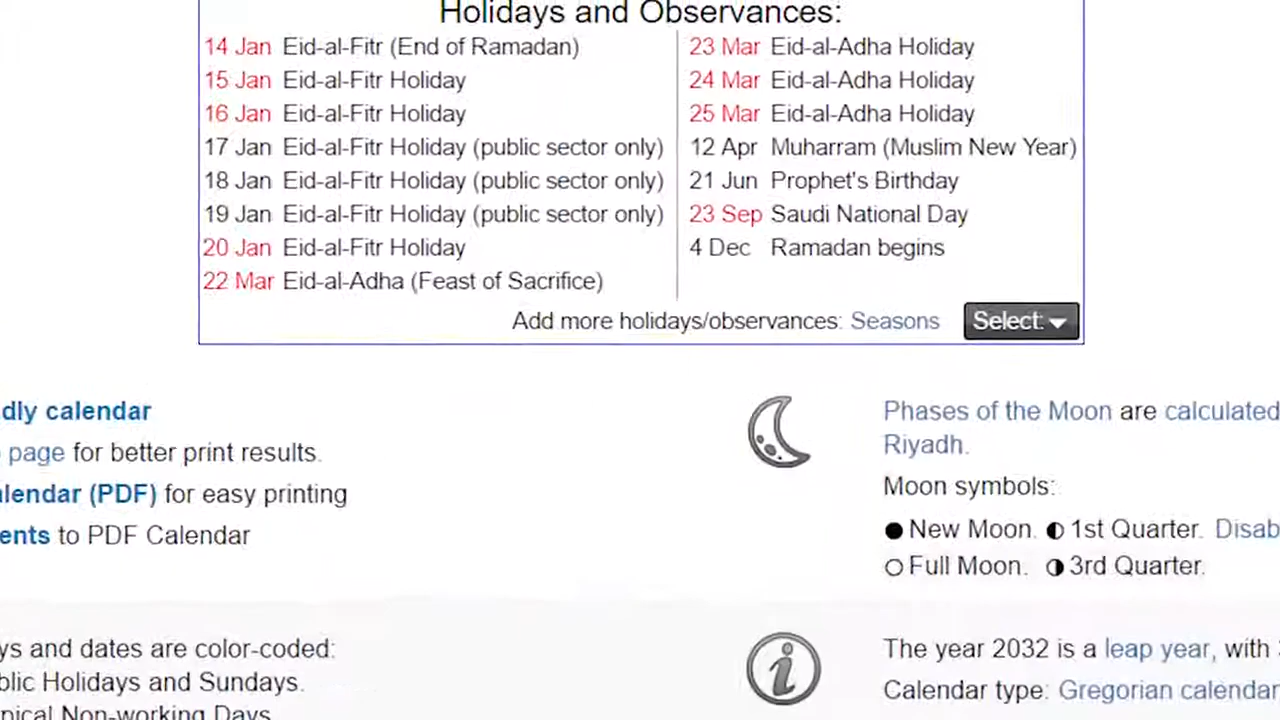 Holidays and Observances:
14 Jan Eid-al-Fitr (End of Ramadan)
15 Jan Eid-al-Fitr Holiday
16 Jan Eid-al-Fitr Holiday
17 Jan Eid-al-Fitr Holiday (public sector only)
18 Jan Eid-al-Fitr Holiday (public sector only)
19 Jan Eid-al-Fitr Holiday (public sector only)
20 Jan Eid-al-Fitr Holiday
22 Mar Eid-al-Adha (Feast of Sacrifice)
23 Mar Eid-al-Adha Holiday
24 Mar Eid-al-Adha Holiday
25 Mar Eid-al-Adha Holiday
12 Apr Muharram (Muslim New Year)
21 Jun Prophet's Birthday
23 Sep Saudi National Day
4 Dec Ramadan begins
Add more holidays/observances: Seasons Select:
dly calendar
page for better print results.
alendar (PDF) for easy printing
ents to PDF Calendar
Phases of the Moon are calculated
Riyadh.
Moon symbols:
New Moon. 1st Quarter. Disab
Full Moon. 3rd Quarter.
ys and dates are color-coded:
blic Holidays and Sundays.
pical Non-working Days
The year 2032 is a leap year, with
Calendar type: Gregorian calendar